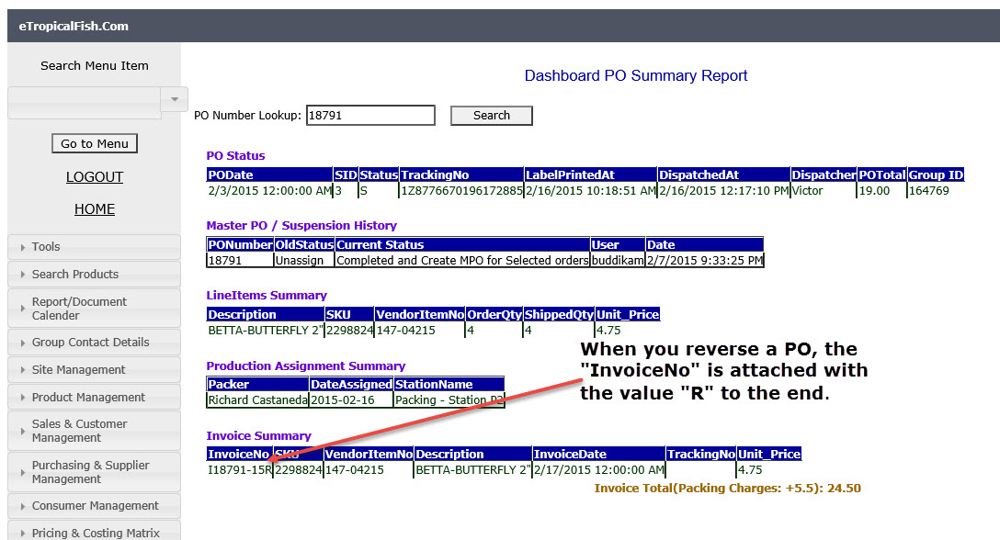 eTropicalFish.Com
Search Menu Item
Dashboard PO Summary Report
PO Number Lookup: 18791 Search
Go to Menu
LOGOUT
HOME
Tools
Search Products
Report/Document
Calender
Group Contact Details
Site Management
Product Management
Sales & Customer
Management
Purchasing & Supplier
Management
Consumer Management
Pricing & Costing Matrix
PO Status
PODate SID Status TrackingNo LabelPrintedAt DispatchedAt Dispatcher POTotal Group ID
2/3/2015 12:00:00 AM 3 S 1Z8776670196172885 2/16/2015 10:18:51 AM 2/16/2015 12:17:10 PM Victor 19.00 164769
Master PO / Suspension History
PONumber OldStatus Current Status User Date
18791 Unassign Completed and Create MPO for Selected orders buddikam 2/7/2015 9:33:25 PM
LineItems Summary
Description SKU VendorItemNo OrderQty ShippedQty Unit_Price
BETTA-BUTTERFLY 2" 2298824 147-04215 4 4 4.75
When you reverse a PO, the
"InvoiceNo" is attached with
the value "R" to the end.
Production Assignment Summary
Packer DateAssigned StationName
Richard Castaneda 2015-02-16 Packing - Station P2
Invoice Summary
InvoiceNo SKU VendorItemNo Description InvoiceDate TrackingNo Unit_Price
I18791-15R 2298824 147-04215 BETTA-BUTTERFLY 2" 2/17/2015 12:00:00 AM 4.75
Invoice Total(Packing Charges: +5.5): 24.50